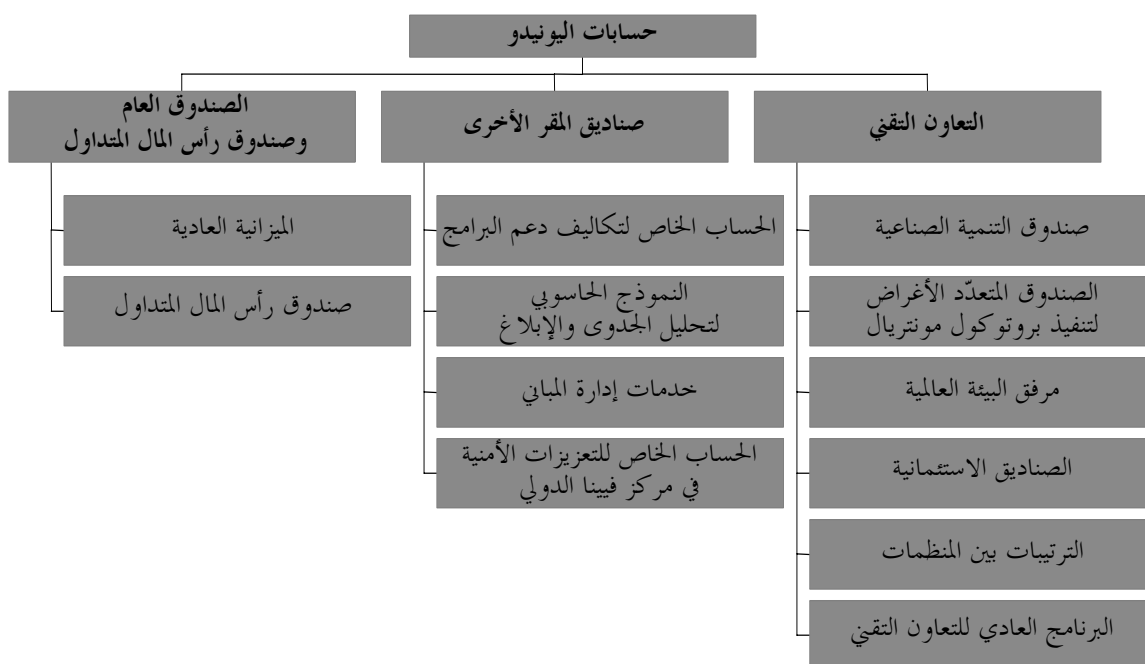 حسابات اليونيدو
التعاون التقني
صندوق التنمية الصناعية
الصندوق المتعدّد الأغراض
لتنفيذ بروتوكول مونتريال
مرفق البيئة العالمية
الصناديق الاستئمانية
الترتيبات بين المنظمات
البرنامج العادي للتعاون التقني
صناديق المقر الأخرى
الحساب الخاص لتكاليف دعم البرامج
النموذج الحاسوبي
لتحليل الجدوى والإبلاغ
خدمات إدارة المباني
الحساب الخاص للتعزيزات الأمنية
في مركز فيينا الدولي
الصندوق العام
وصندوق رأس المال المتداول
الميزانية العادية
صندوق رأس المال المتداول